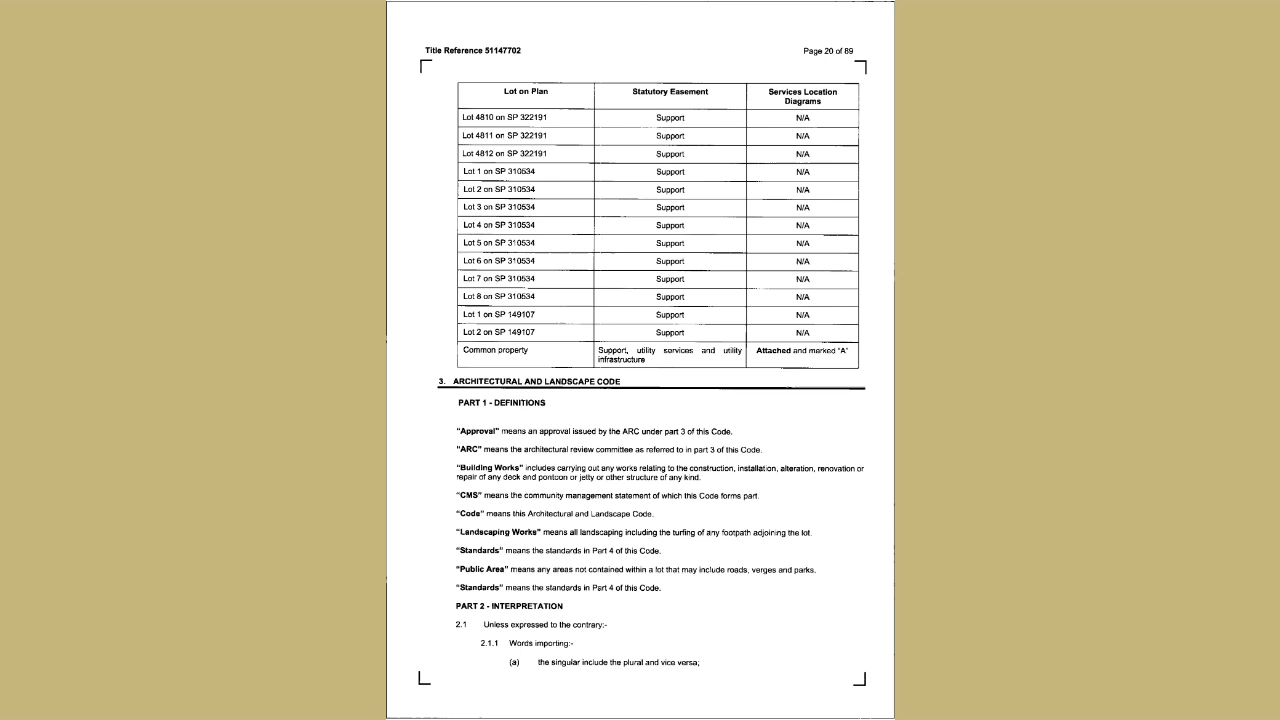 Title Reference 51147702
Page 20 of 89
Lot on Plan Statutory Easement Services Location
Diagrams
Lot 4810 on SP 322191 Support N/A
Lot 4811 on SP 322191 Support N/A
Lot 4812 on SP 322191 Support N/A
Lot 1 on SP 310534 Support N/A
Lot 2 on SP 310534 Support N/A
Lot 3 on SP 310534 Support N/A
Lot 4 on SP 310534 Support N/A
Lot 5 on SP 310534 Support N/A
Lot 6 on SP 310534 Support N/A
Lot 7 on SP 310534 Support N/A
Lot 8 on SP 310534 Support N/A
Lot 1 on SP 149107 Support N/A
Lot 2 on SP 149107 Support N/A
Common property Support, utility services and utility Attached and marked "A"
infrastructure
3. ARCHITECTURAL AND LANDSCAPE CODE
PART 1 - DEFINITIONS
"Approval" means an approval issued by the ARC under part 3 of this Code.
"ARC" means the architectural review committee as referred to in part 3 of this Code.
"Building Works" includes carrying out any works relating to the construction, installation, alteration, renovation or
repair of any deck and pontoon or jetty or other structure of any kind.
"CMS" means the community management statement of which this Code forms part.
"Code" means this Architectural and Landscape Code.
"Landscaping Works" means all landscaping including the turfing of any footpath adjoining the lot.
"Standards" means the standards in Part 4 of this Code.
"Public Area" means any areas not contained within a lot that may include roads, verges and parks.
"Standards" means the standards in Part 4 of this Code.
PART 2 - INTERPRETATION
2.1 Unless expressed to the contrary:-
2.1.1 Words importing:-
(a) the singular include the plural and vice versa;